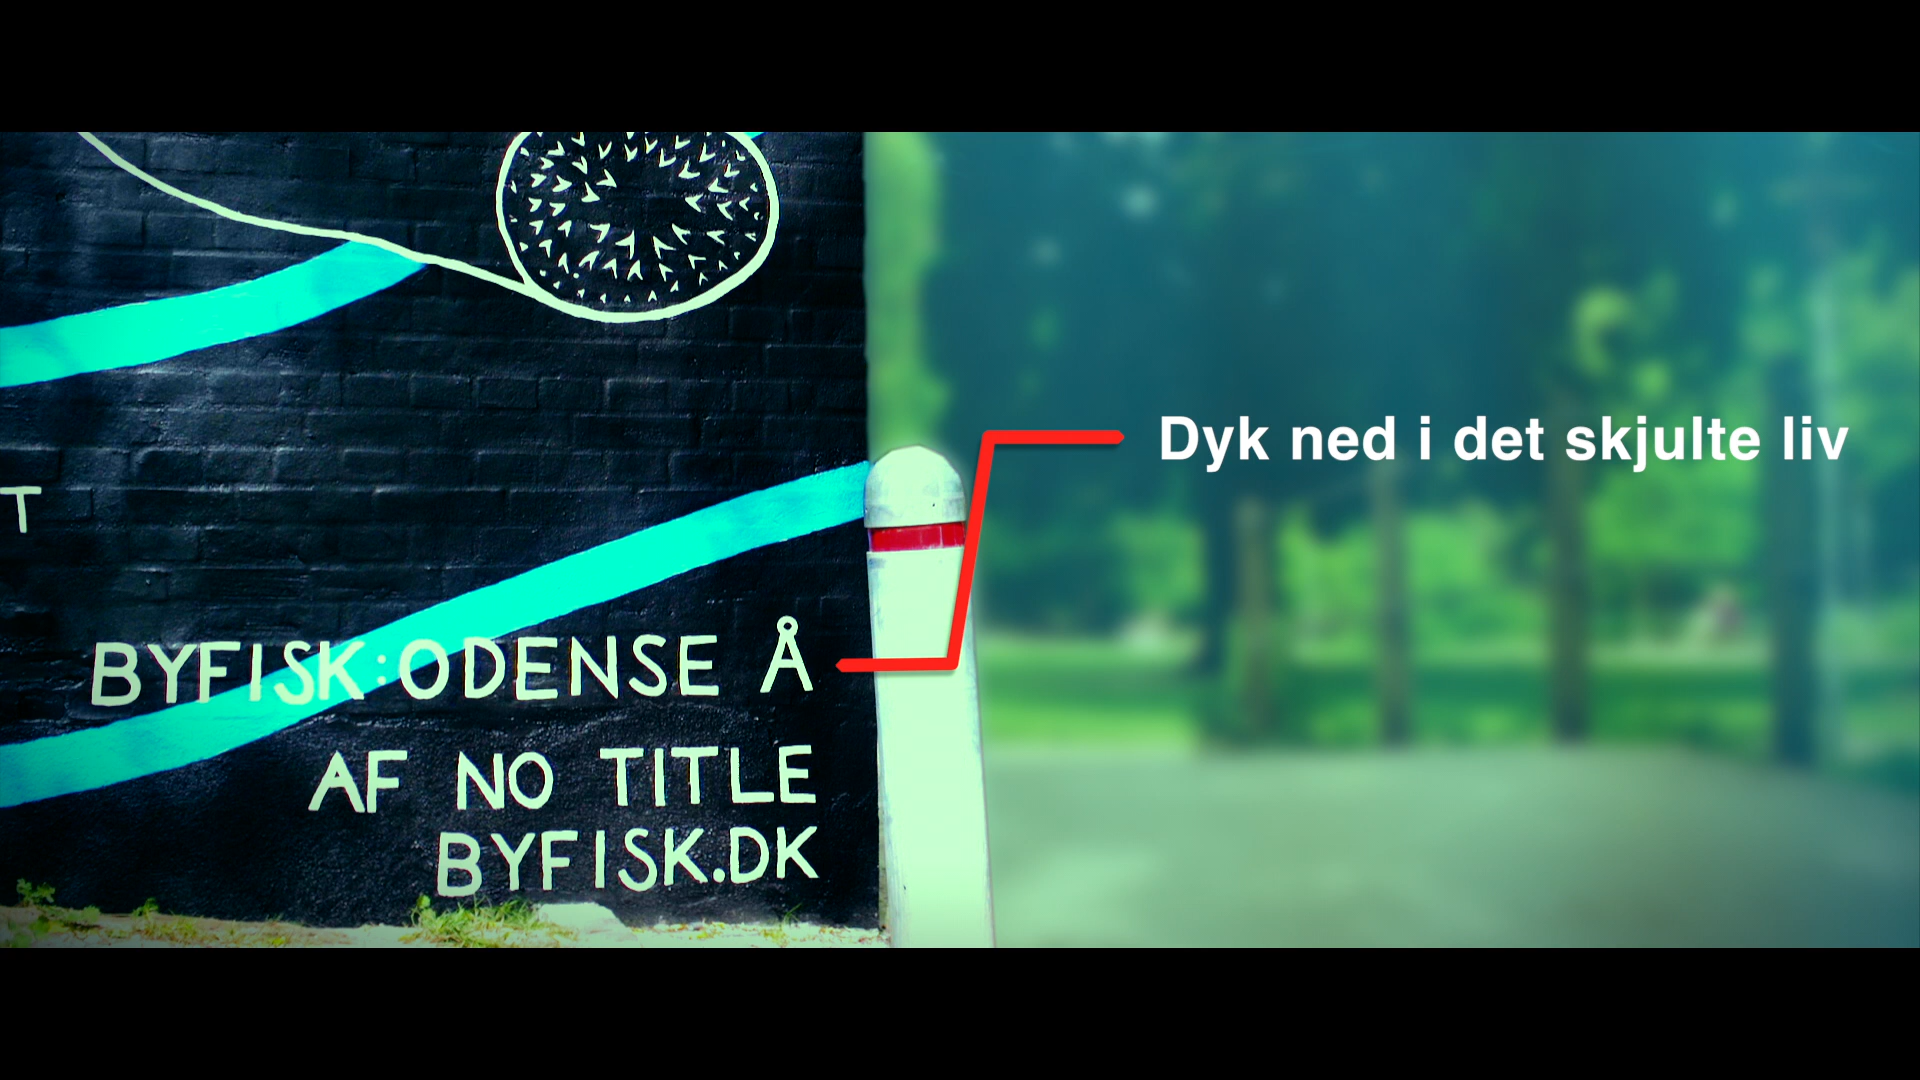 Dyk ned i det skjulte liv
T
BYFISK:ODENSE Å
AF NO TITLE
BYFISK.DK